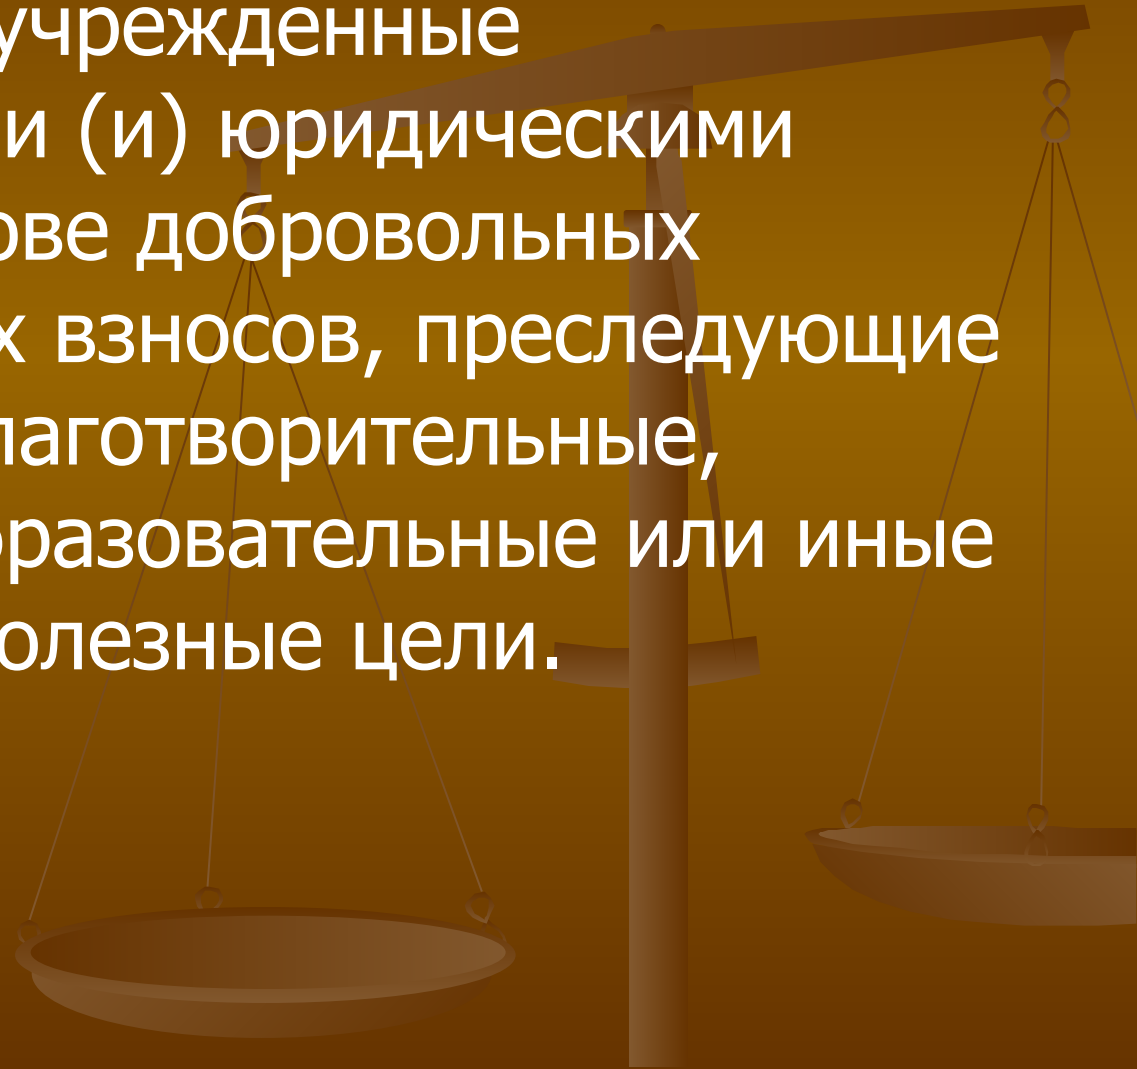 учрежденные
и (и) юридическими
ове добровольных
х взносов, преследующие
лаготворительные,
разовательные или иные
олезные цели.